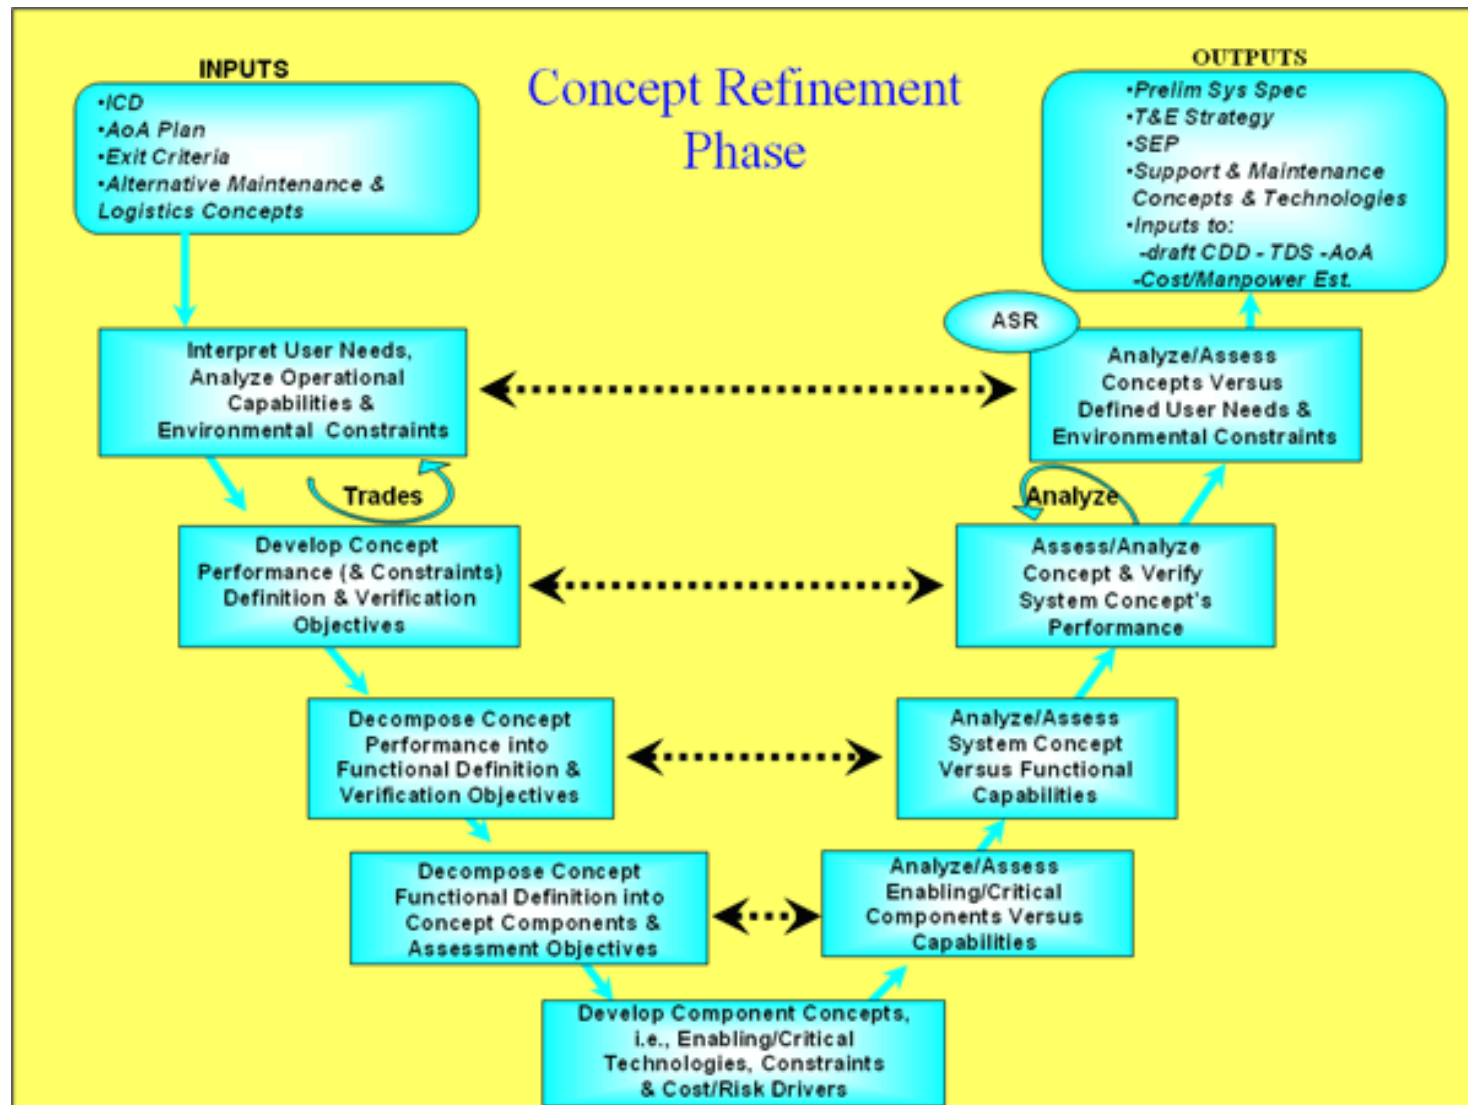 Concept Refinement
Phase
INPUTS
•ICD
•AoA Plan
•Exit Criteria
•Alternative Maintenance &
Logistics Concepts
OUTPUTS
•Prelim Sys Spec
•T&E Strategy
•SEP
•Support & Maintenance
Concepts & Technologies
•Inputs to:
-draft CDD - TDS -AoA
-Cost/Manpower Est.
ASR
Interpret User Needs,
Analyze Operational
Capabilities &
Environmental Constraints
Analyze/Assess
Concepts Versus
Defined User Needs &
Environmental Constraints
Trades
Analyze
Develop Concept
Performance (& Constraints)
Definition & Verification
Objectives
Assess/Analyze
Concept & Verify
System Concept's
Performance
Decompose Concept
Performance into
Functional Definition &
Verification Objectives
Analyze/Assess
System Concept
Versus Functional
Capabilities
Decompose Concept
Functional Definition into
Concept Components &
Assessment Objectives
Analyze/Assess
Enabling/Critical
Components Versus
Capabilities
Develop Component Concepts,
i.e., Enabling/Critical
Technologies, Constraints
& Cost/Risk Drivers